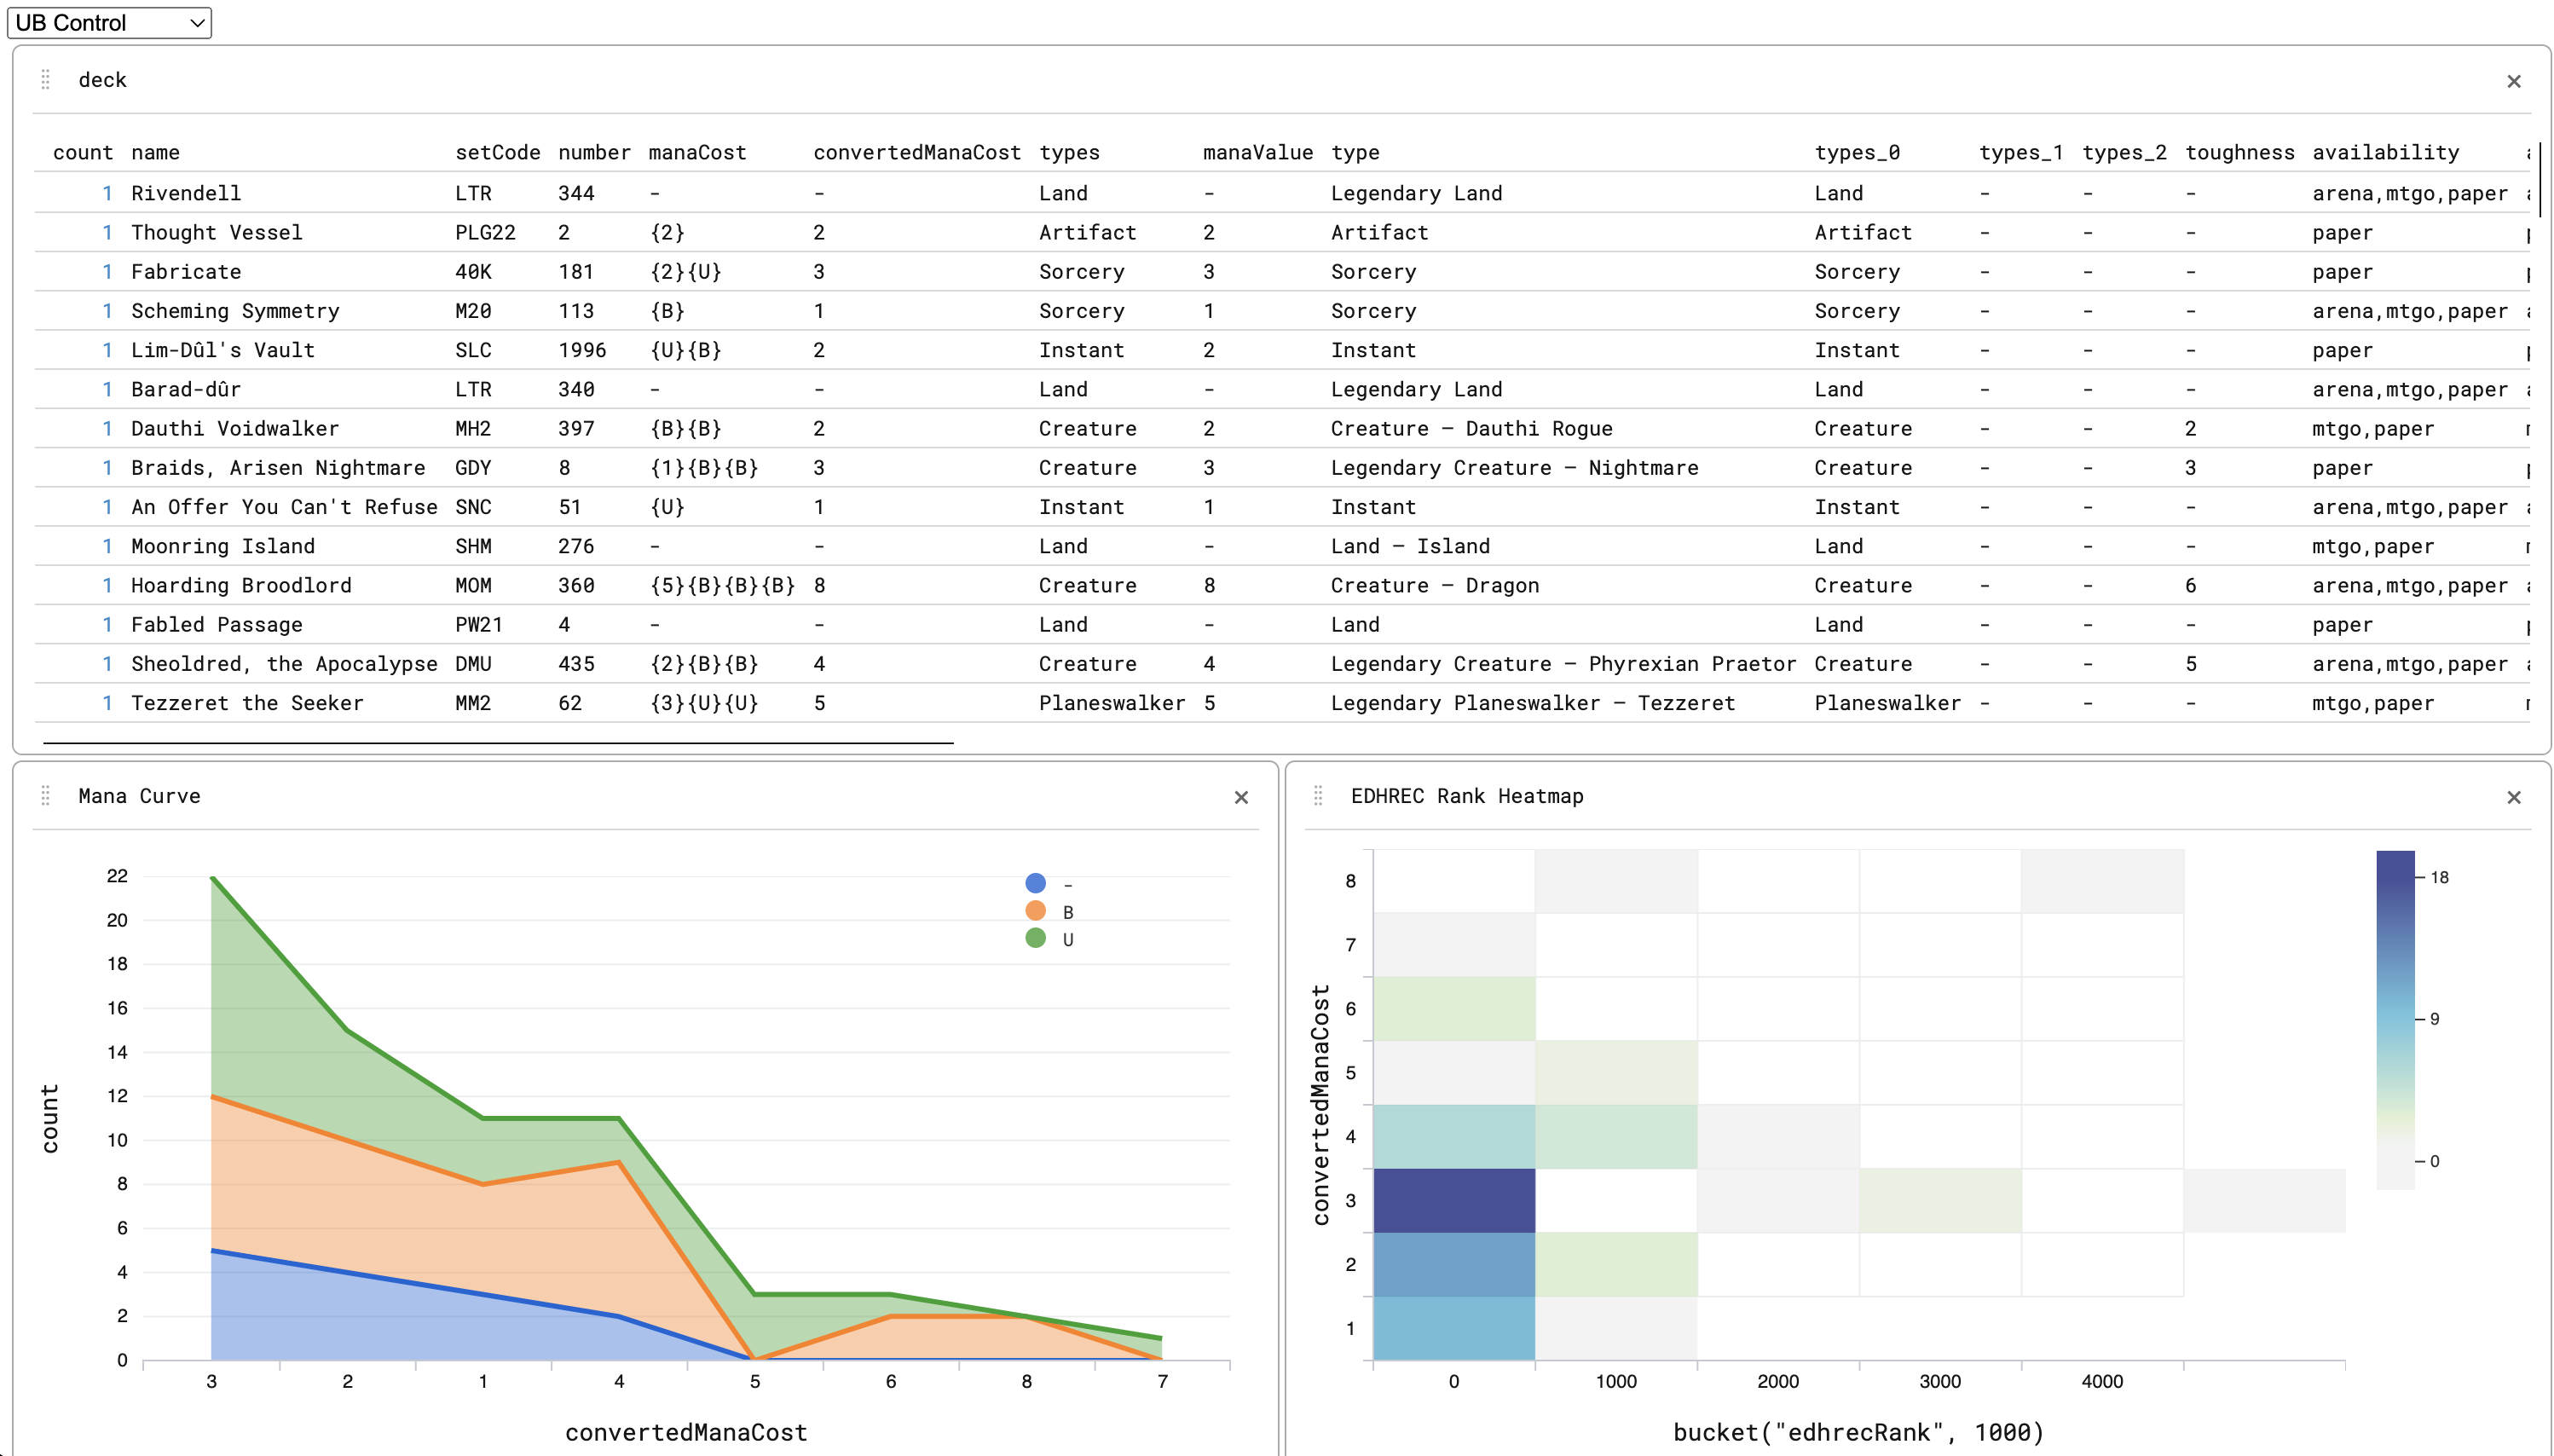 UB Control
deck
count name setCode number manaCost convertedManaCost types manaValue type types_0 types_1 types_2 toughness availability
1 Rivendell LTR 344 - - Land - Legendary Land Land - - - arena,mtgo,paper
1 Thought Vessel PLG22 2 {2} 2 Artifact 2 Artifact Artifact - - - paper
1 Fabricate 40K 181 {2}{U} 3 Sorcery 3 Sorcery Sorcery - - - paper
1 Scheming Symmetry M20 113 {B} 1 Sorcery 1 Sorcery Sorcery - - - arena,mtgo,paper
1 Lim-Dûl's Vault SLC 1996 {U}{B} 2 Instant 2 Instant Instant - - - paper
1 Barad-dûr LTR 340 - - Land - Legendary Land Land - - - arena,mtgo,paper
1 Dauthi Voidwalker MH2 397 {B}{B} 2 Creature 2 Creature — Dauthi Rogue Creature - - 2 mtgo,paper
1 Braids, Arisen Nightmare GDY 8 {1}{B}{B} 3 Creature 3 Legendary Creature — Nightmare Creature - - 3 paper
1 An Offer You Can't Refuse SNC 51 {U} 1 Instant 1 Instant Instant - - - arena,mtgo,paper
1 Moonring Island SHM 276 - - Land - Land — Island Land - - - mtgo,paper
1 Hoarding Broodlord MOM 360 {5}{B}{B}{B} 8 Creature 8 Creature — Dragon Creature - - 6 arena,mtgo,paper
1 Fabled Passage PW21 4 - - Land - Land Land - - - paper
1 Sheoldred, the Apocalypse DMU 435 {2}{B}{B} 4 Creature 4 Legendary Creature — Phyrexian Praetor Creature - - 5 arena,mtgo,paper
1 Tezzeret the Seeker MM2 62 {3}{U}{U} 5 Planeswalker 5 Legendary Planeswalker — Tezzeret Planeswalker - - - mtgo,paper
Mana Curve
count
22
20
18
16
14
12
10
8
6
4
2
0
-
B
U
3 2 1 4 5 6 8 7
convertedManaCost
EDHREC Rank Heatmap
convertedManaCost
8
7
6
5
4
3
2
1
0 1000 2000 3000 4000
bucket("edhrecRank", 1000)
18
9
0